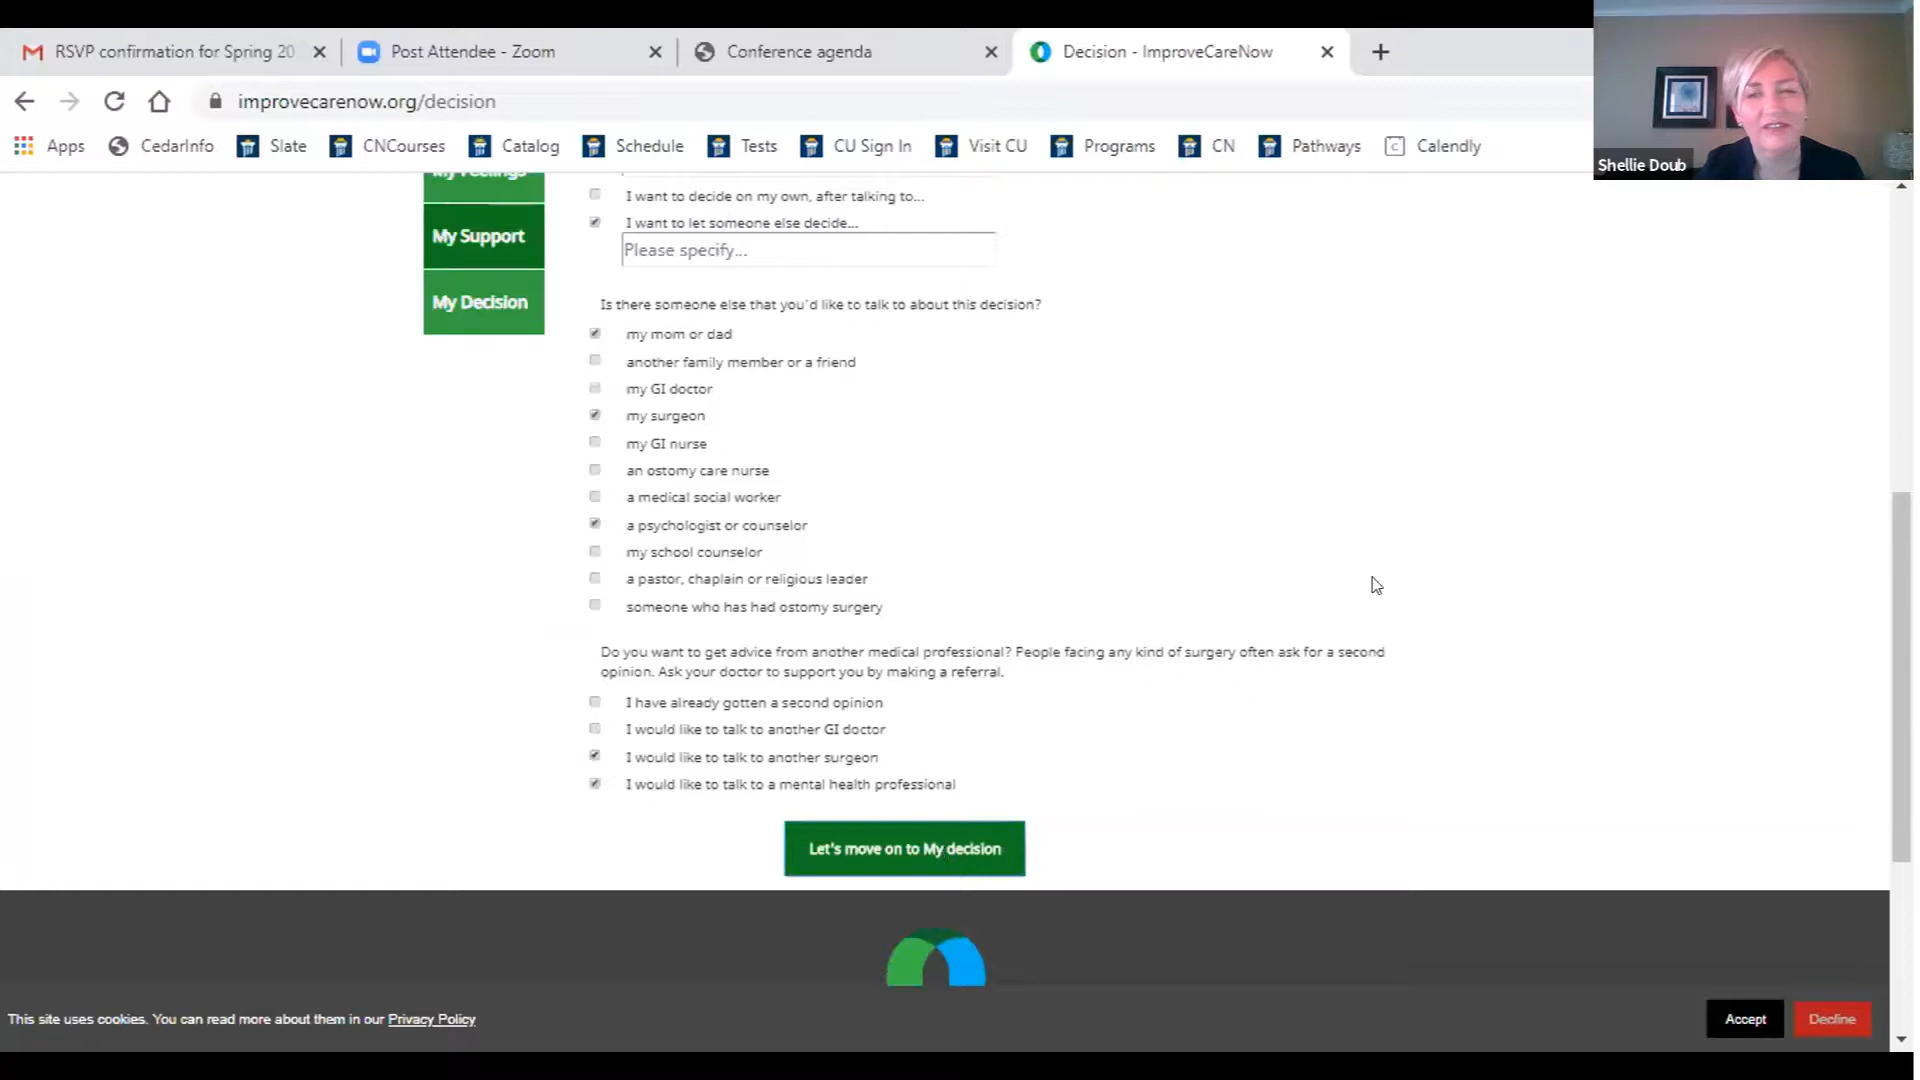 RSVP confirmation for Spring 20
Post Attendee - Zoom
Conference agenda
Decision - ImproveCareNow
improvecarenow.org/decision
Apps
CedarInfo
Slate
CNCourses
Catalog
Schedule
Tests
CU Sign In
Visit CU
Programs
CN
Pathways
Calendly
Shellie Doub
My Feelings
My Support
My Decision
I want to decide on my own, after talking to...
I want to let someone else decide...
Please specify...
Is there someone else that you'd like to talk to about this decision?
my mom or dad
another family member or a friend
my GI doctor
my surgeon
my GI nurse
an ostomy care nurse
a medical social worker
a psychologist or counselor
my school counselor
a pastor, chaplain or religious leader
someone who has had ostomy surgery
Do you want to get advice from another medical professional? People facing any kind of surgery often ask for a second
opinion. Ask your doctor to support you by making a referral.
I have already gotten a second opinion
I would like to talk to another GI doctor
I would like to talk to another surgeon
I would like to talk to a mental health professional
Let's move on to My decision
This site uses cookies. You can read more about them in our Privacy Policy
Accept
Decline